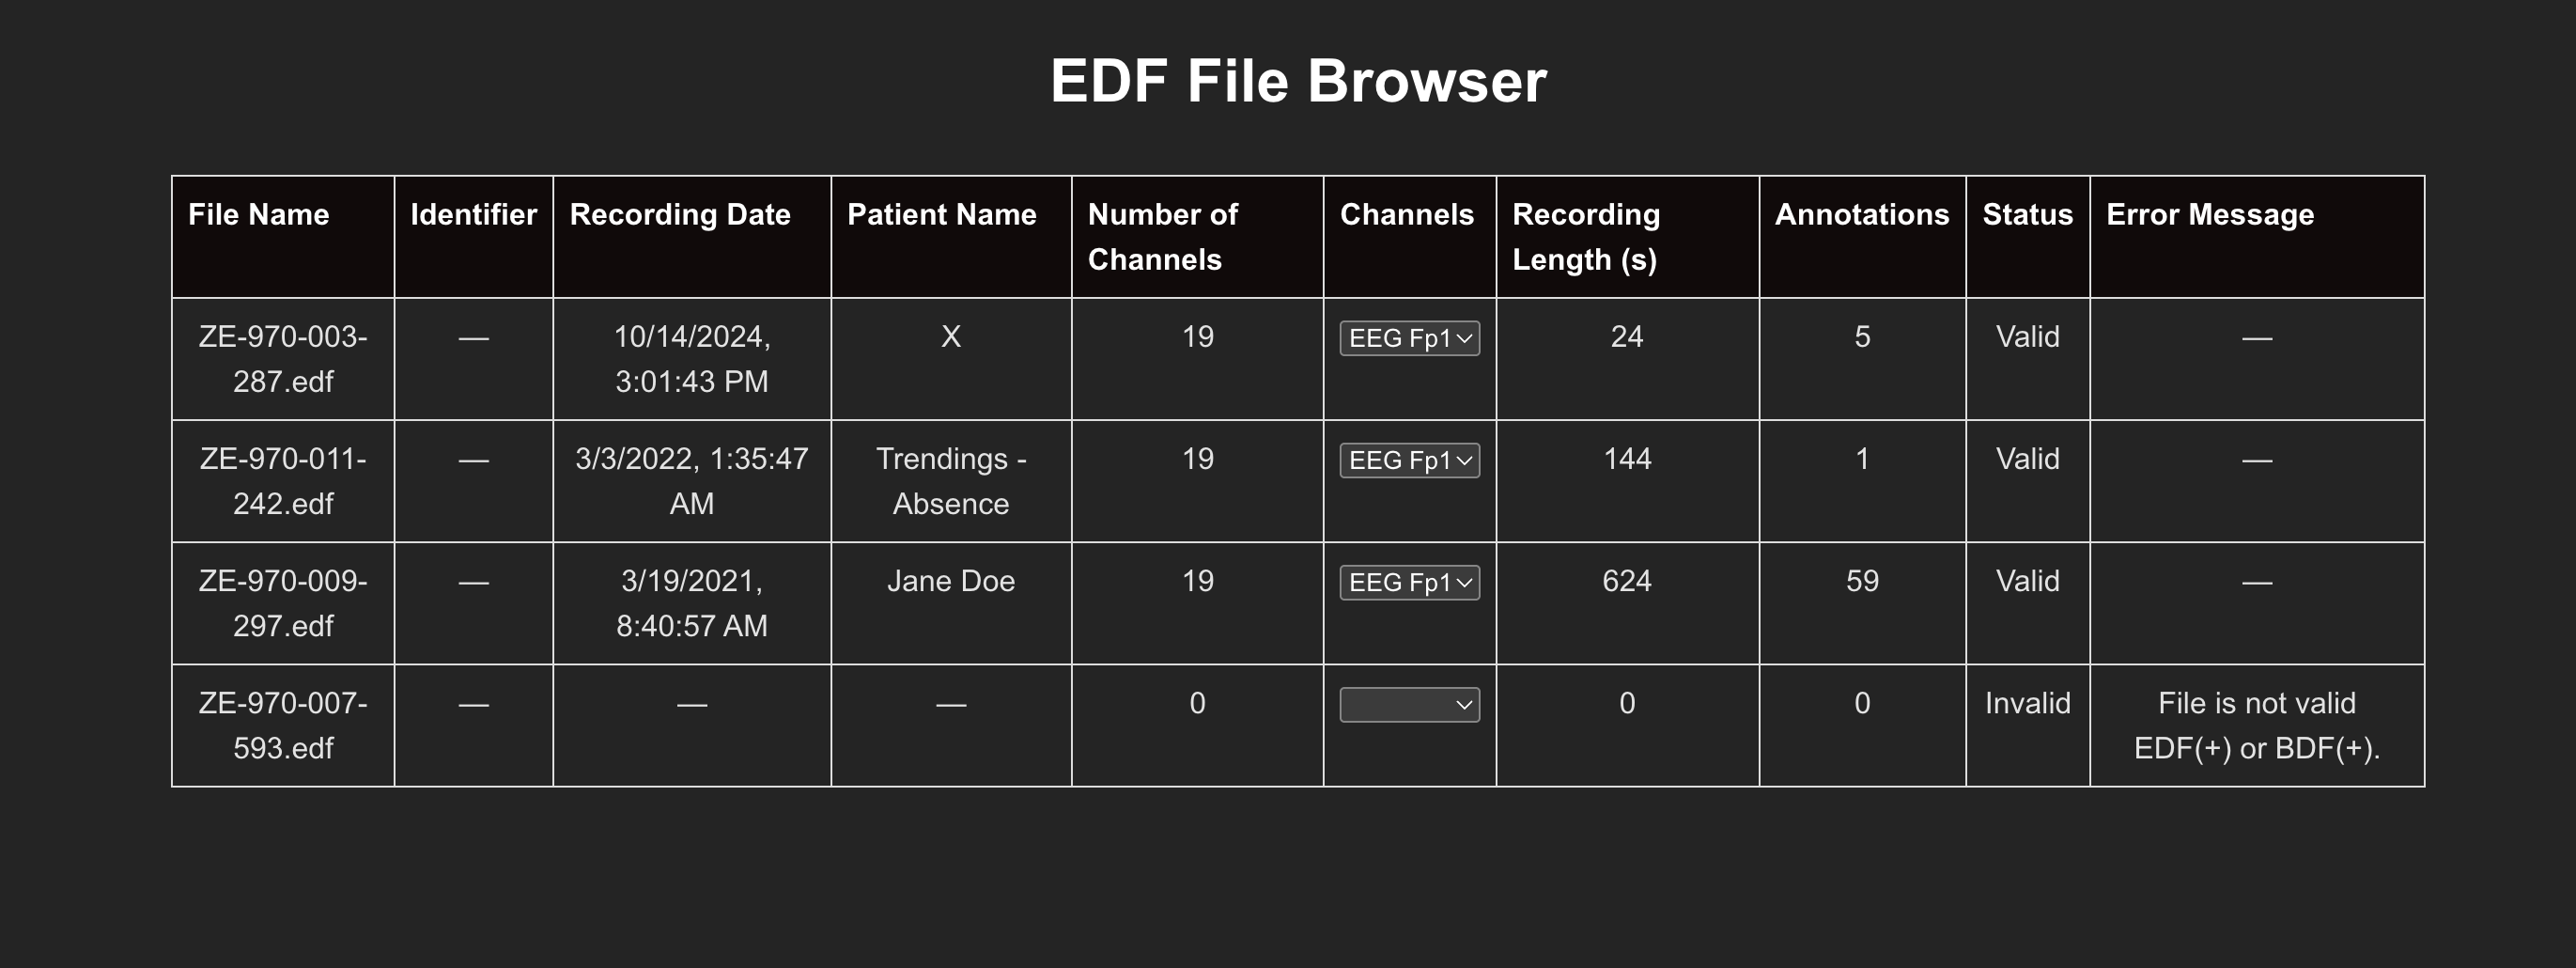 EDF File Browser
File Name Identifier Recording Date Patient Name Number of Channels Channels Recording Length (s) Annotations Status Error Message
ZE-970-003-287.edf — 10/14/2024, 3:01:43 PM X 19 EEG Fp1 24 5 Valid —
ZE-970-011-242.edf — 3/3/2022, 1:35:47 AM Trendings - Absence 19 EEG Fp1 144 1 Valid —
ZE-970-009-297.edf — 3/19/2021, 8:40:57 AM Jane Doe 19 EEG Fp1 624 59 Valid —
ZE-970-007-593.edf — — — 0 0 0 Invalid File is not valid EDF(+) or BDF(+).